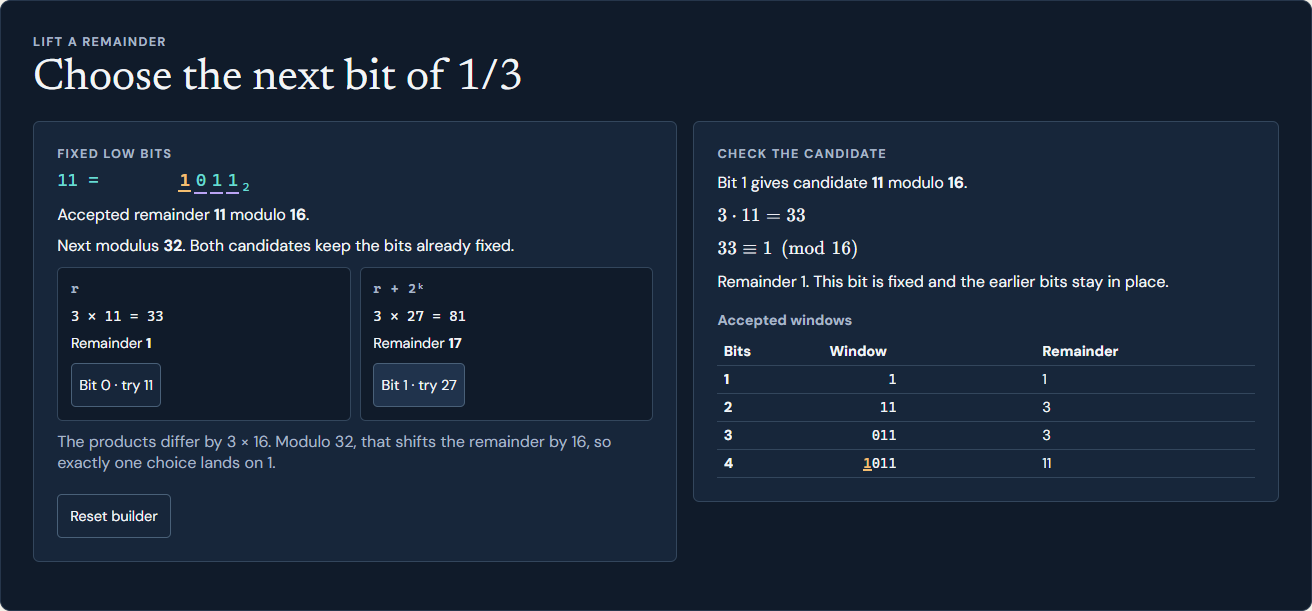 LIFT A REMAINDER
Choose the next bit of 1/3
FIXED LOW BITS
11 = 1011₂
Accepted remainder 11 modulo 16.
Next modulus 32. Both candidates keep the bits already fixed.
r
3 × 11 = 33
Remainder 1
Bit 0 · try 11
r + 2ᵏ
3 × 27 = 81
Remainder 17
Bit 1 · try 27
The products differ by 3 × 16. Modulo 32, that shifts the remainder by 16, so
exactly one choice lands on 1.
Reset builder
CHECK THE CANDIDATE
Bit 1 gives candidate 11 modulo 16.
3 · 11 = 33
33 ≡ 1 (mod 16)
Remainder 1. This bit is fixed and the earlier bits stay in place.
Accepted windows
Bits Window Remainder
1 1 1
2 11 3
3 011 3
4 1011 11